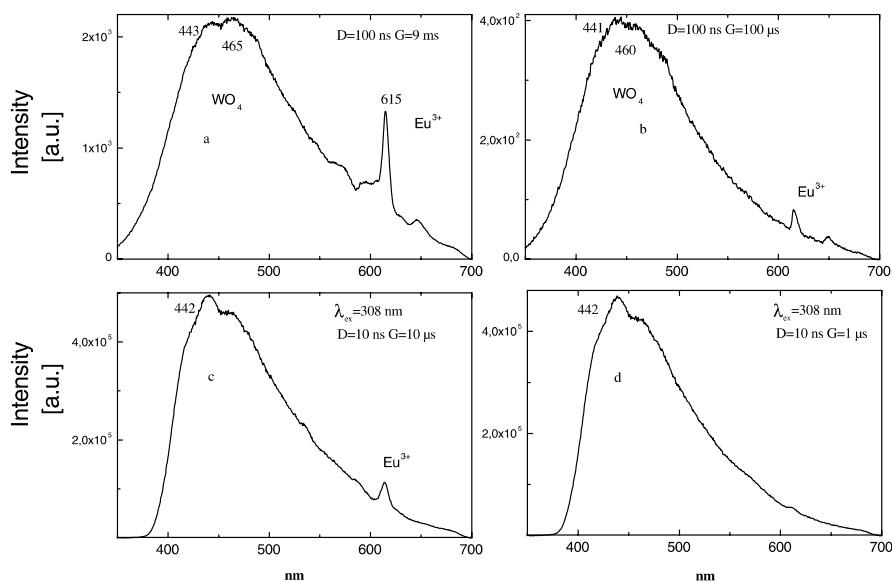 2x10³
1x10³
0
443
465
D=100 ns G=9 ms
WO₄
a
615
Eu³⁺
400
500
600
700
Intensity
[a.u.]
4,0x10²
2,0x10²
0,0
441
460
D=100 ns G=100 μs
WO₄
b
Eu³⁺
400
500
600
700
4,0x10⁵
2,0x10⁵
442
λex=308 nm
D=10 ns G=10 μs
c
Eu³⁺
400
500
600
700
Intensity
[a.u.]
nm
4,0x10⁵
2,0x10⁵
442
λex=308 nm
D=10 ns G=1 μs
d
400
500
600
700
nm